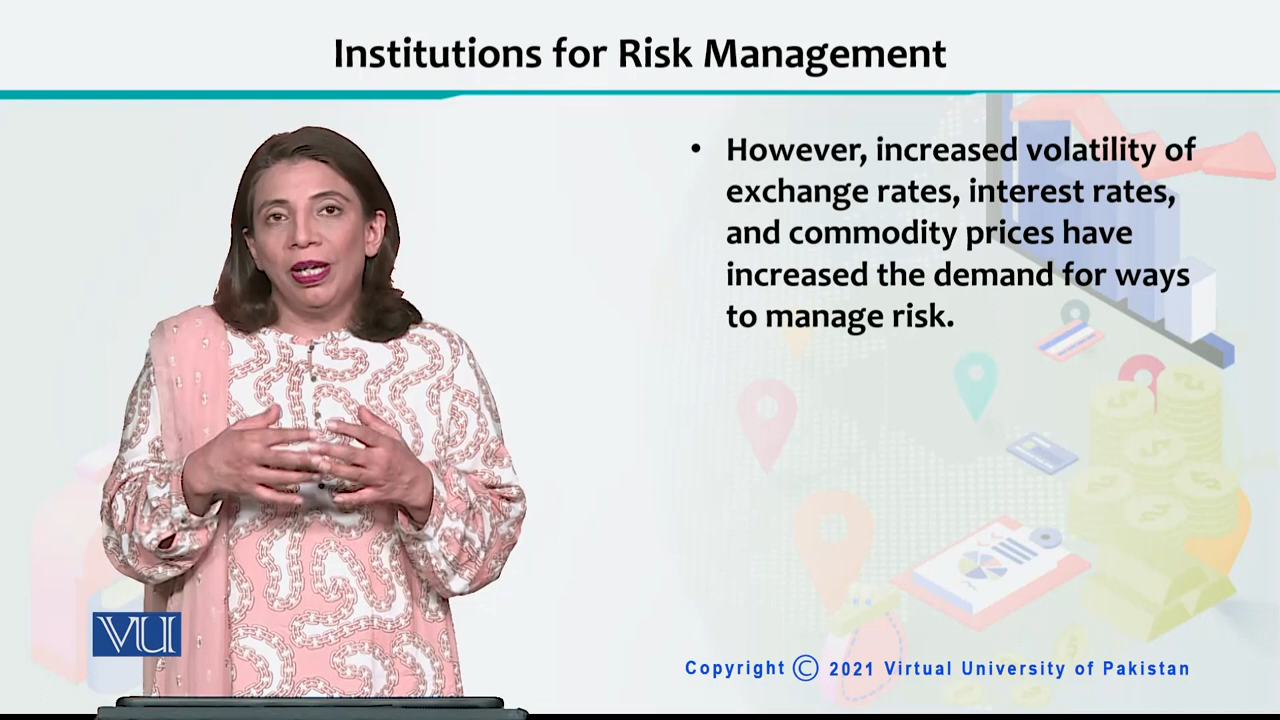 Institutions for Risk Management
• However, increased volatility of
exchange rates, interest rates,
and commodity prices have
increased the demand for ways
to manage risk.
VU
Copyright © 2021 Virtual University of Pakistan